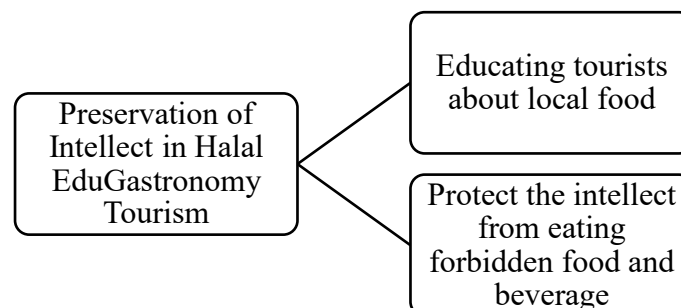 Preservation of
Intellect in Halal
EduGastronomy
Tourism
Educating tourists
about local food
Protect the intellect
from eating
forbidden food and
beverage